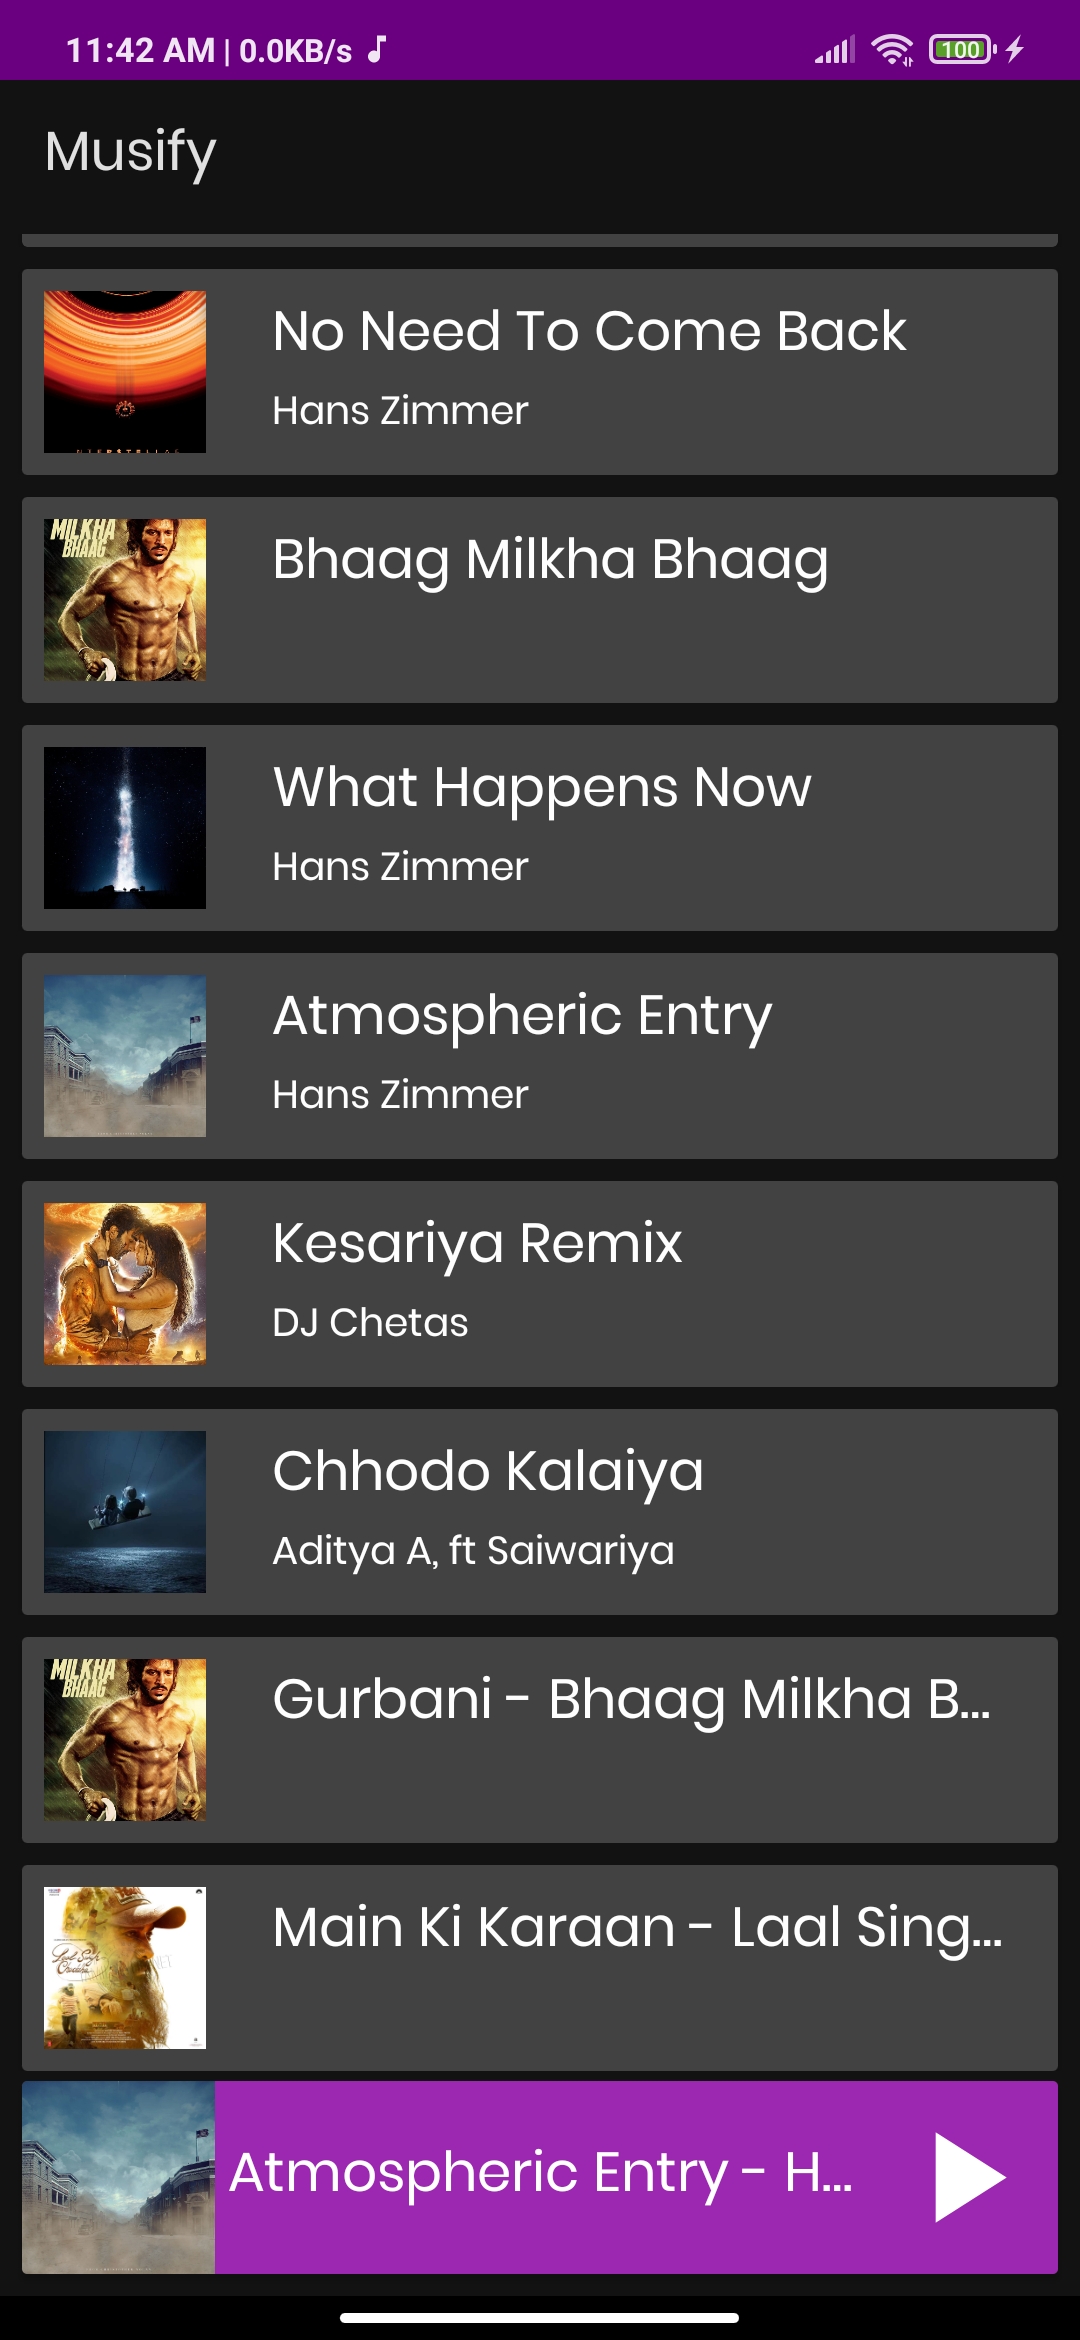 11:42 AM | 0.0KB/s
100
Musify
No Need To Come Back
Hans Zimmer
MILKHA
BHAAG
Bhaag Milkha Bhaag
What Happens Now
Hans Zimmer
Atmospheric Entry
Hans Zimmer
Kesariya Remix
DJ Chetas
Chhodo Kalaiya
Aditya A, ft Saiwariya
MILKHA
BHAAG
Gurbani - Bhaag Milkha B...
Main Ki Karaan - Laal Sing...
Atmospheric Entry - H...